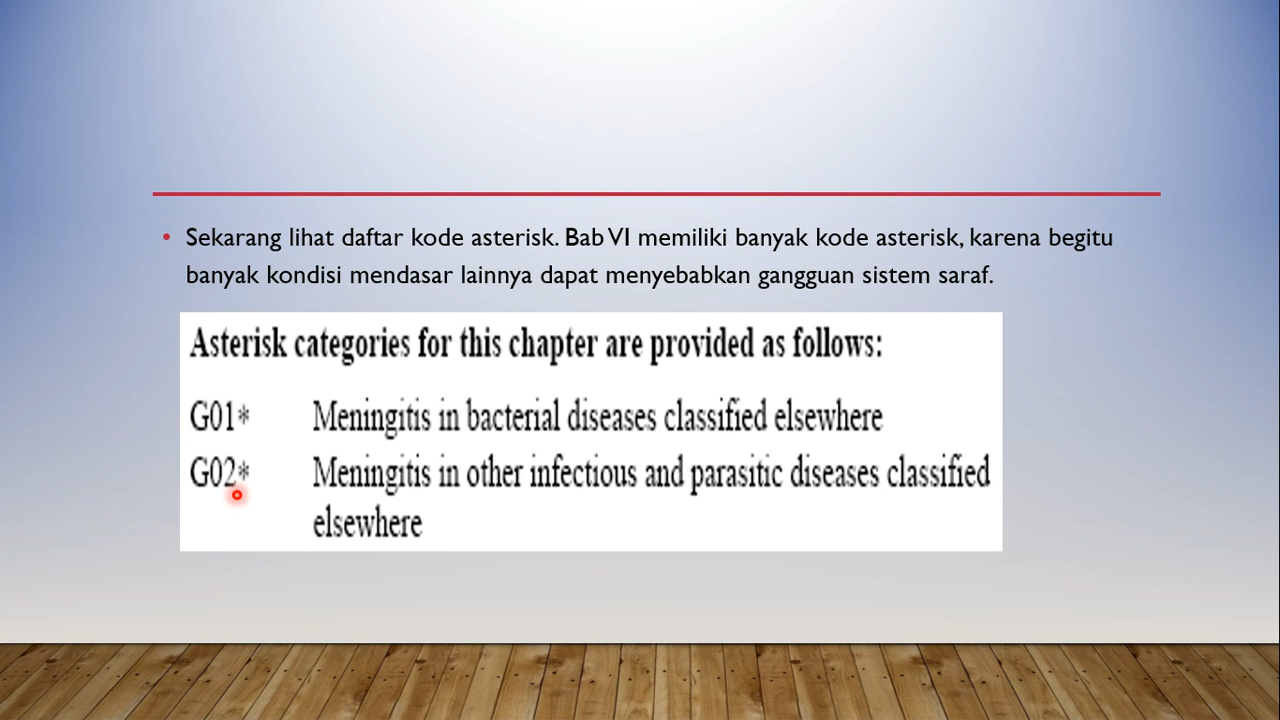 • Sekarang lihat daftar kode asterisk. Bab VI memiliki banyak kode asterisk, karena begitu
banyak kondisi mendasar lainnya dapat menyebabkan gangguan sistem saraf.
Asterisk categories for this chapter are provided as follows:
G01* Meningitis in bacterial diseases classified elsewhere
G02* Meningitis in other infectious and parasitic diseases classified
elsewhere